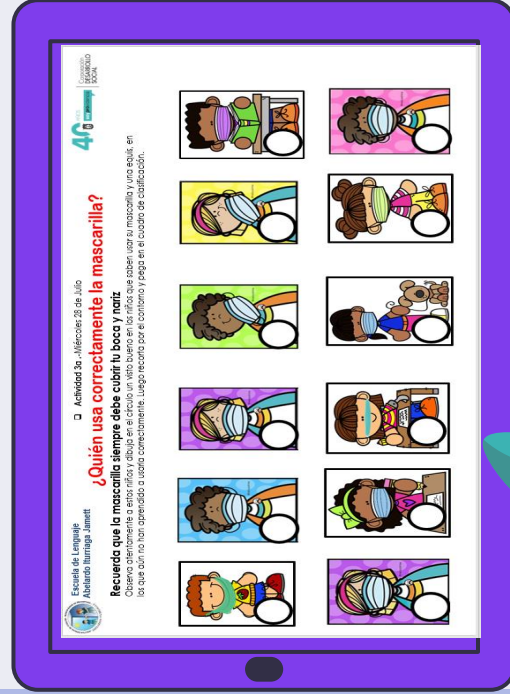 Escuela de Lenguaje
Abelardo Iturriaga Jamett
Actividad 3a .-Miércoles 28 de Julio
40
Corporación
DESARROLLO
SOCIAL
¿Quién usa correctamente la mascarilla?
Recuerda que la mascarilla siempre debe cubrir tu boca y nariz
Observa atentamente a estos niños y dibuja en el círculo un visto bueno en los niños que saben usar su mascarilla y una equis, en
los que aún no han aprendido a usarla correctamente. Luego recorta por el contorno y pega en el cuadro de clasificación.